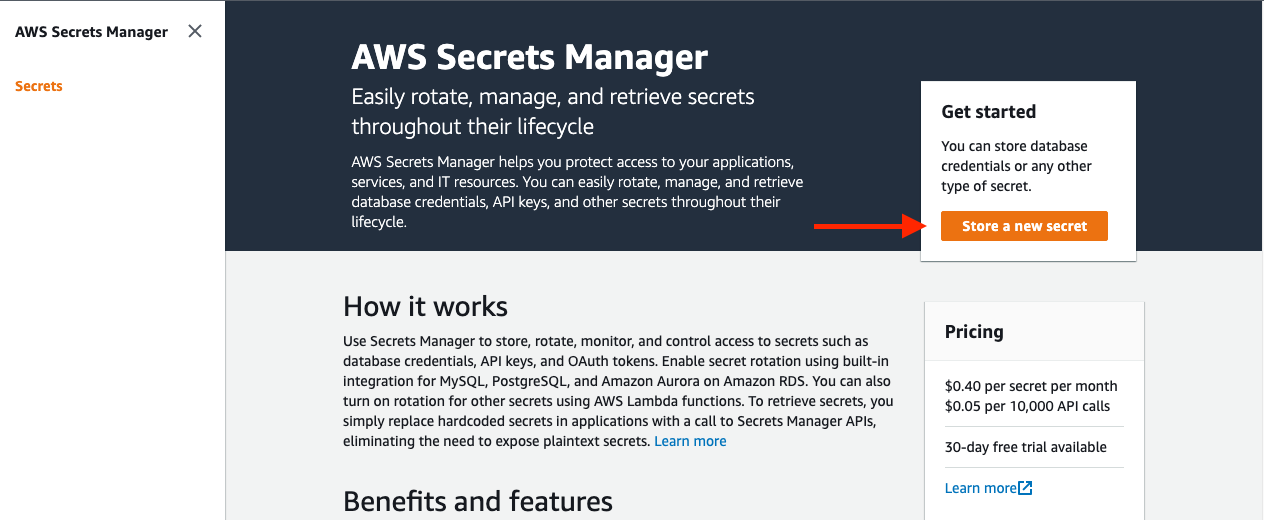 AWS Secrets Manager
Secrets
AWS Secrets Manager
Easily rotate, manage, and retrieve secrets
throughout their lifecycle
AWS Secrets Manager helps you protect access to your applications,
services, and IT resources. You can easily rotate, manage, and retrieve
database credentials, API keys, and other secrets throughout their
lifecycle.
Get started
You can store database
credentials or any other
type of secret.
Store a new secret
How it works
Use Secrets Manager to store, rotate, monitor, and control access to secrets such as
database credentials, API keys, and OAuth tokens. Enable secret rotation using built-in
integration for MySQL, PostgreSQL, and Amazon Aurora on Amazon RDS. You can also
turn on rotation for other secrets using AWS Lambda functions. To retrieve secrets, you
simply replace hardcoded secrets in applications with a call to Secrets Manager APIs,
eliminating the need to expose plaintext secrets. Learn more
Benefits and features
Pricing
$0.40 per secret per month
$0.05 per 10,000 API calls
30-day free trial available
Learn more